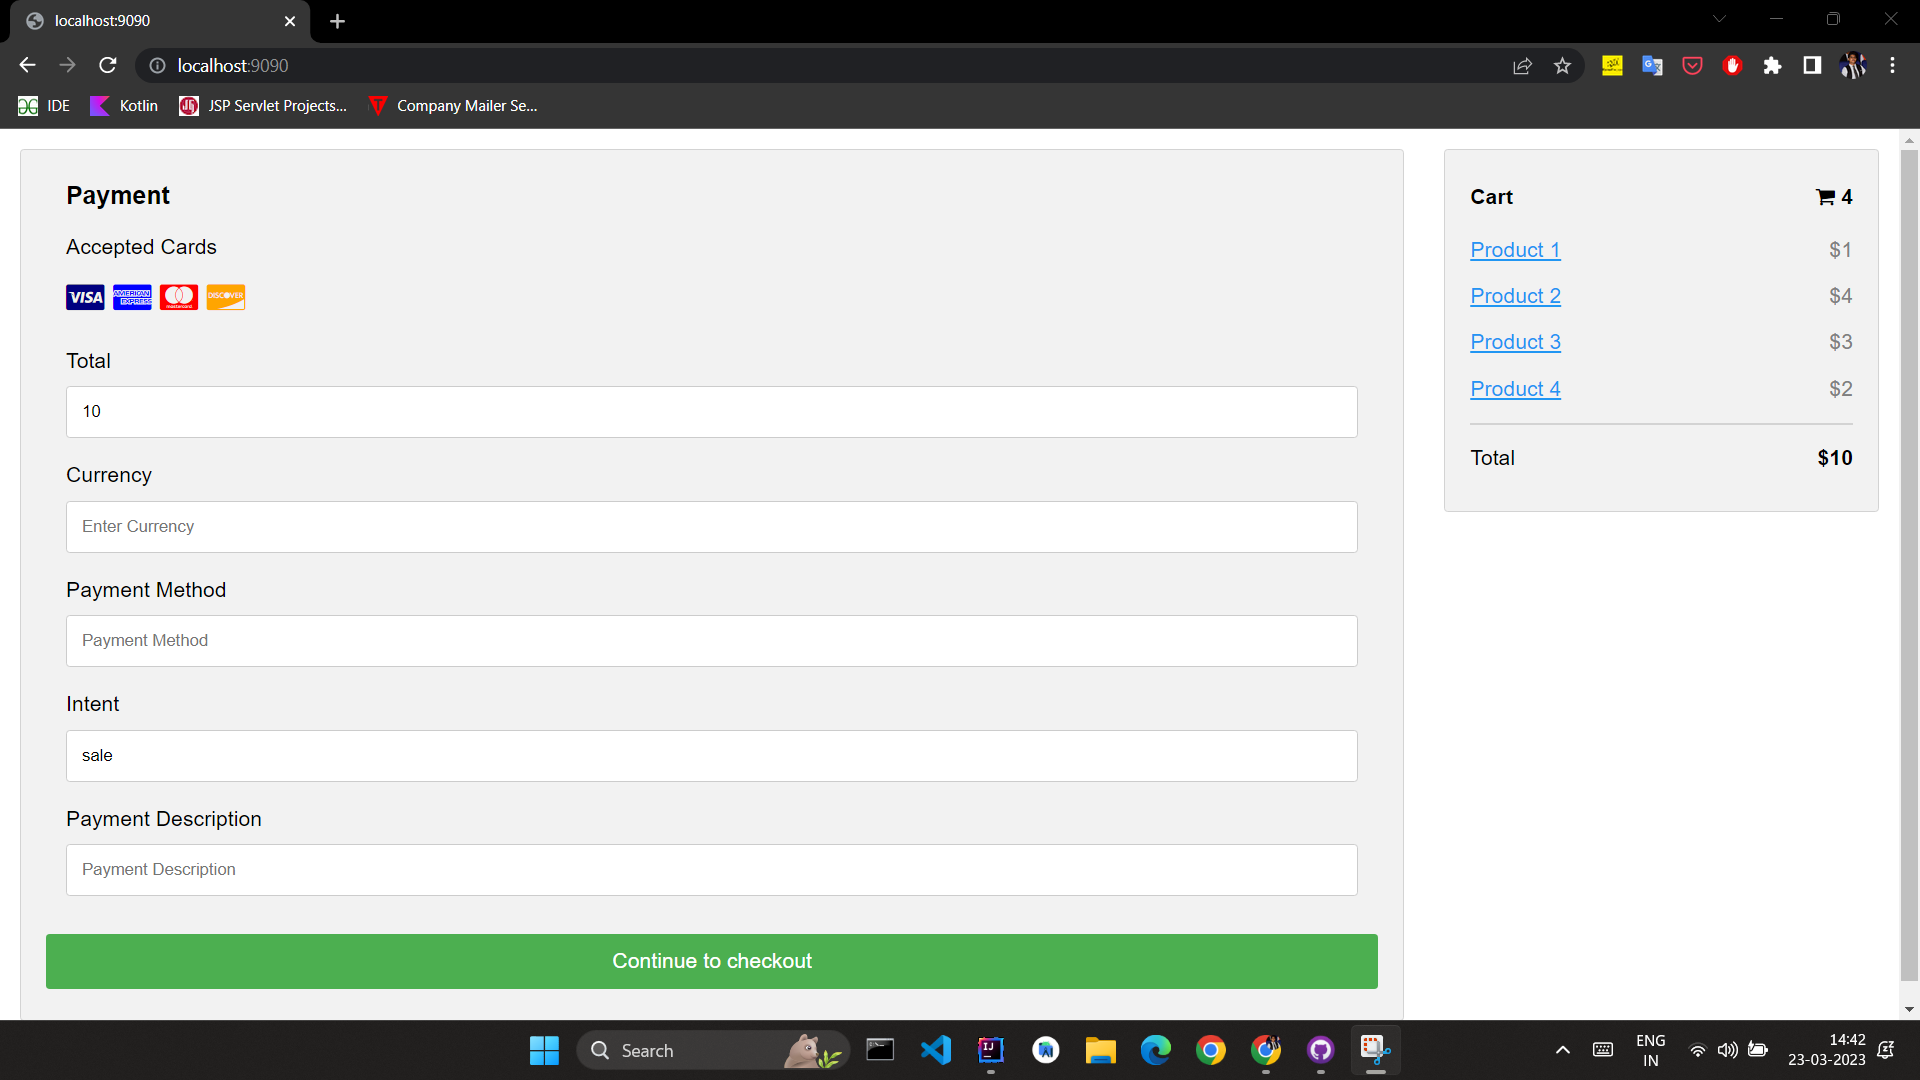 localhost:9090
localhost:9090
IDE
Kotlin
JSP Servlet Projects...
Company Mailer Se...
Payment
Accepted Cards
VISA
AMERICAN EXPRESS
mastercard
DISCOVER
Total
10
Currency
Enter Currency
Payment Method
Payment Method
Intent
sale
Payment Description
Payment Description
Continue to checkout
Cart
4
Product 1 $1
Product 2 $4
Product 3 $3
Product 4 $2
Total $10
Search
ENG
IN
14:42
23-03-2023